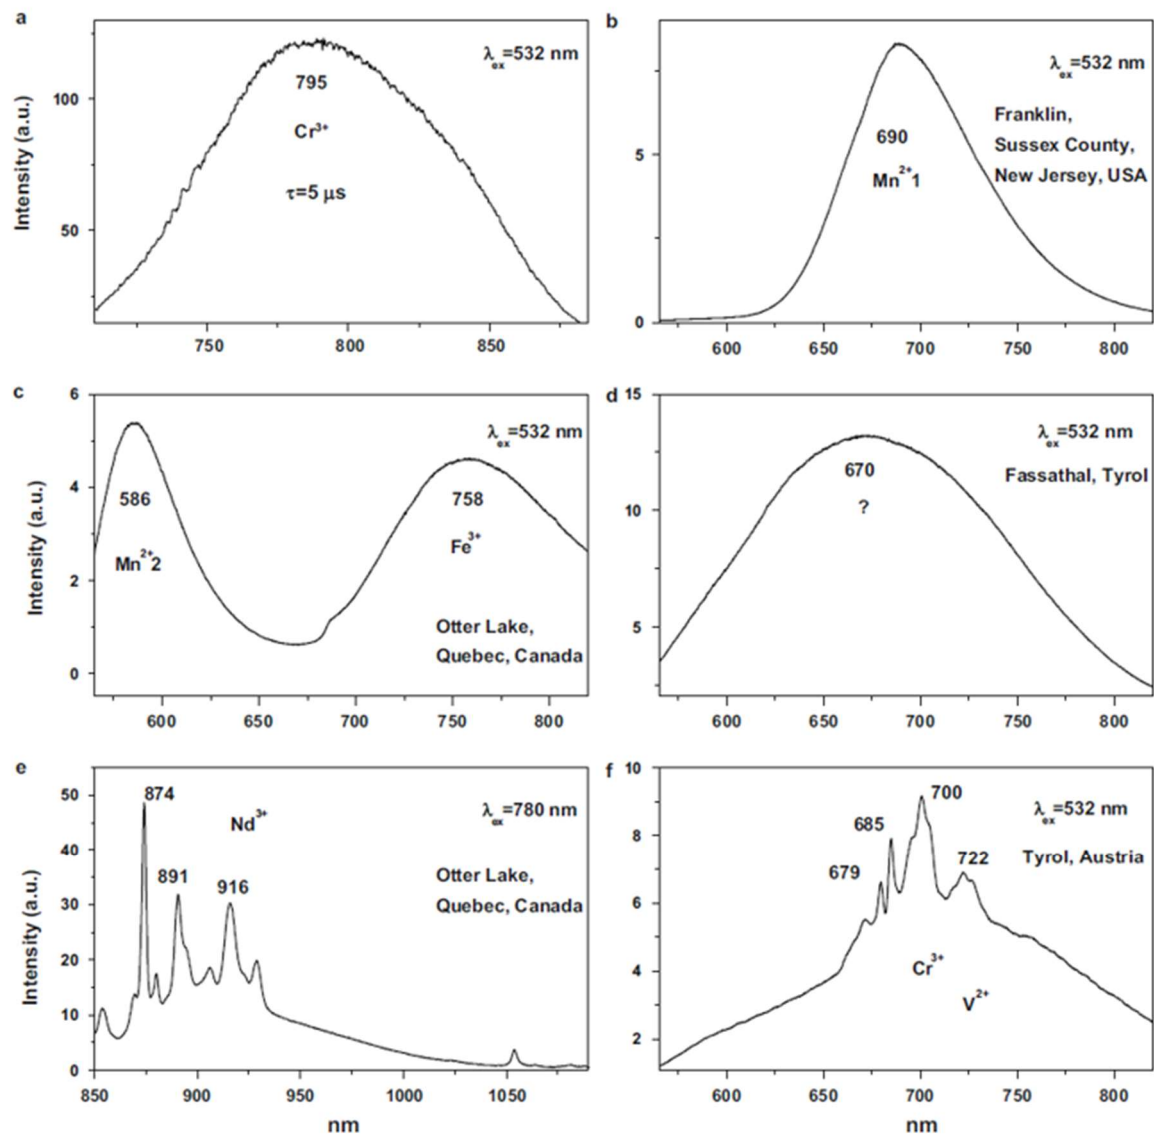 a
λex=532 nm
795
Cr3+
τ=5 μs
Intensity (a.u.)
100
50
750 800 850
b
λex=532 nm
Franklin,
Sussex County,
New Jersey, USA
690
Mn2+1
5
0
600 650 700 750 800
c
λex=532 nm
586
Mn2+2
758
Fe3+
Otter Lake,
Quebec, Canada
Intensity (a.u.)
6
4
2
0
600 650 700 750 800
d
λex=532 nm
Fassathal, Tyrol
670
?
15
10
5
600 650 700 750 800
e
874
Nd3+
λex=780 nm
891
916
Otter Lake,
Quebec, Canada
Intensity (a.u.)
50
40
30
20
10
0
850 900 950 1000 1050
nm
f
700
λex=532 nm
685
679
722
Tyrol, Austria
Cr3+
V2+
10
8
6
4
2
600 650 700 750 800
nm